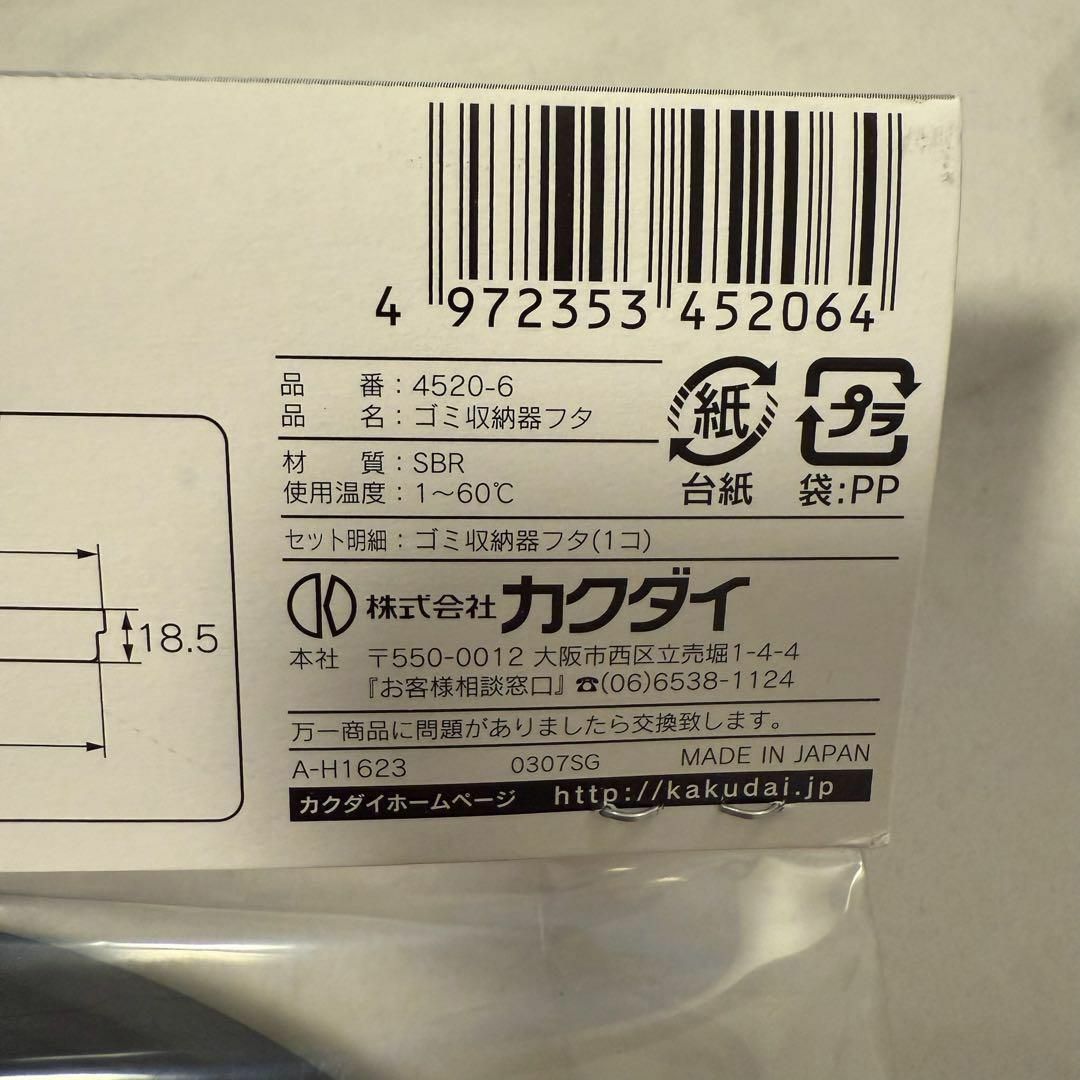 4 972353 452064
品 番：4520-6
品 名：ゴミ収納器フタ
材 質：SBR
使用温度：1～60℃
紙
台紙
プラ
袋：PP
セット明細：ゴミ収納器フタ(1コ)
株式会社カクダイ
本社 〒550-0012 大阪市西区立売堀1-4-4
『お客様相談窓口』☎(06)6538-1124
万一商品に問題がありましたら交換致します。
A-H1623 0307SG MADE IN JAPAN
カクダイホームページ http://kakudai.jp
18.5